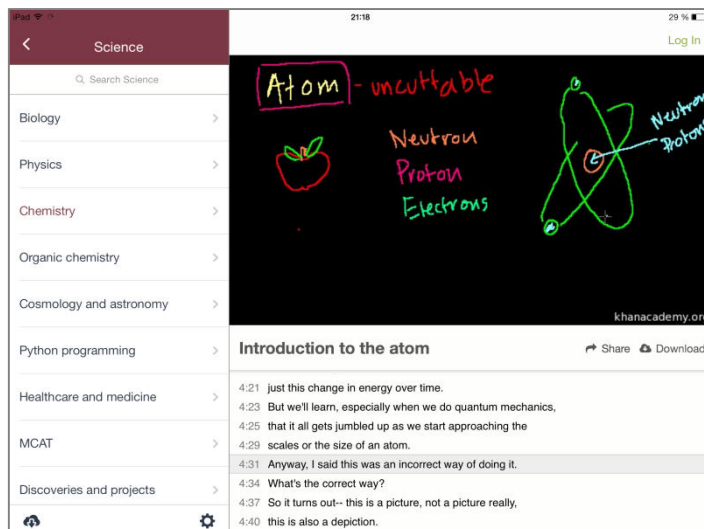 iPad 21:18 29 %
Science
Log In
Search Science
Biology
Physics
Chemistry
Organic chemistry
Cosmology and astronomy
Python programming
Healthcare and medicine
MCAT
Discoveries and projects
Atom - uncuttable
Neutron
Proton
Electrons
Neutron
Protons
khanacademy.org
Introduction to the atom
Share Download
4:21 just this change in energy over time.
4:23 But we'll learn, especially when we do quantum mechanics,
4:25 that it all gets jumbled up as we start approaching the
4:29 scales or the size of an atom.
4:31 Anyway, I said this was an incorrect way of doing it.
4:34 What's the correct way?
4:37 So it turns out-- this is a picture, not a picture really,
4:40 this is also a depiction.